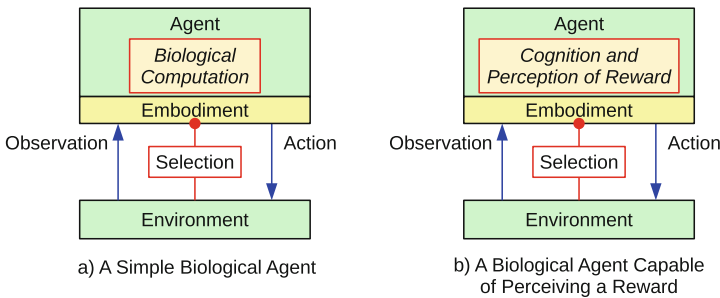 Agent
Biological
Computation
Embodiment
Observation
Action
Selection
Environment
a) A Simple Biological Agent
Agent
Cognition and
Perception of Reward
Embodiment
Observation
Action
Selection
Environment
b) A Biological Agent Capable
of Perceiving a Reward